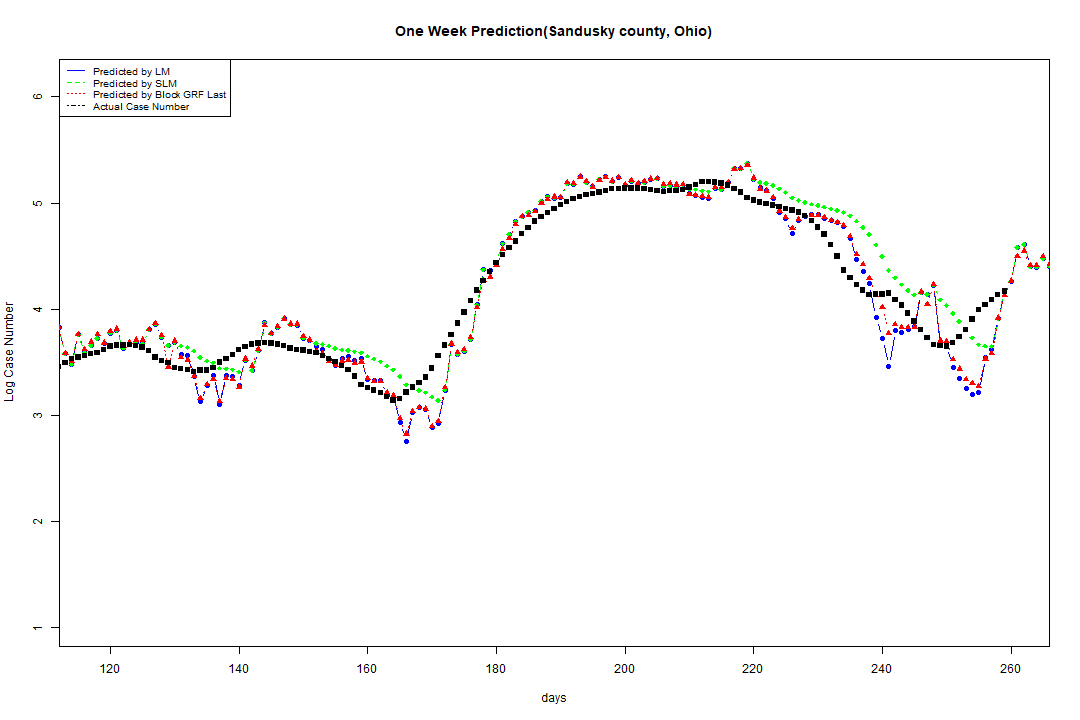 One Week Prediction(Sandusky county, Ohio)
Predicted by LM
Predicted by SLM
Predicted by Block GRF Last
Actual Case Number
6
5
4
3
2
1
Log Case Number
120 140 160 180 200 220 240 260
days